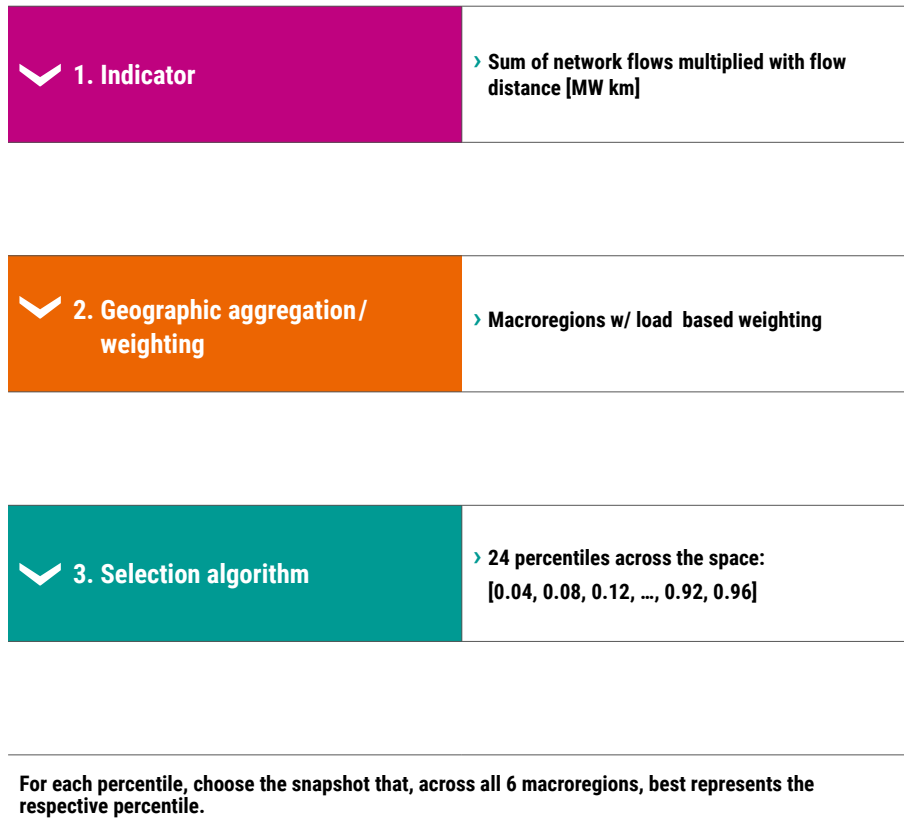 1. Indicator
› Sum of network flows multiplied with flow
distance [MW km]
2. Geographic aggregation/
weighting
› Macroregions w/ load based weighting
3. Selection algorithm
› 24 percentiles across the space:
[0.04, 0.08, 0.12, …, 0.92, 0.96]
For each percentile, choose the snapshot that, across all 6 macroregions, best represents the
respective percentile.